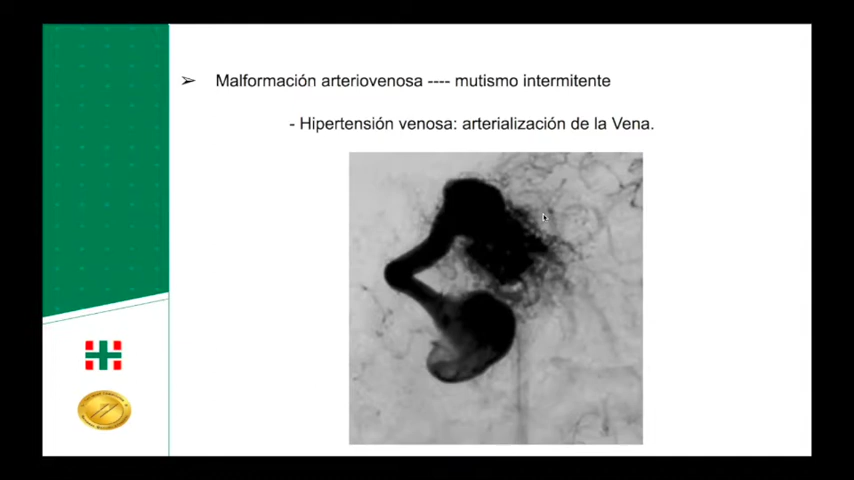 ➢ Malformación arteriovenosa ---- mutismo intermitente
- Hipertensión venosa: arterialización de la Vena.